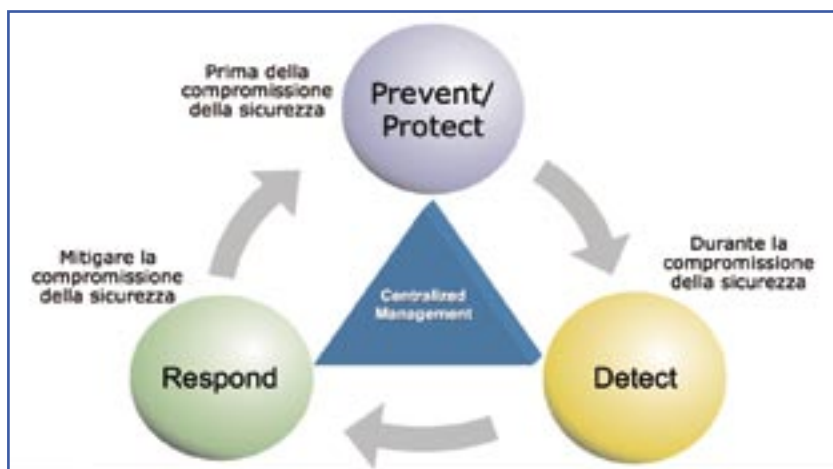 Prima della
compromissione
della sicurezza
Prevent/
Protect
Mitigare la
compromissione
della sicurezza
Durante la
compromissione
della sicurezza
Centralized
Management
Respond
Detect